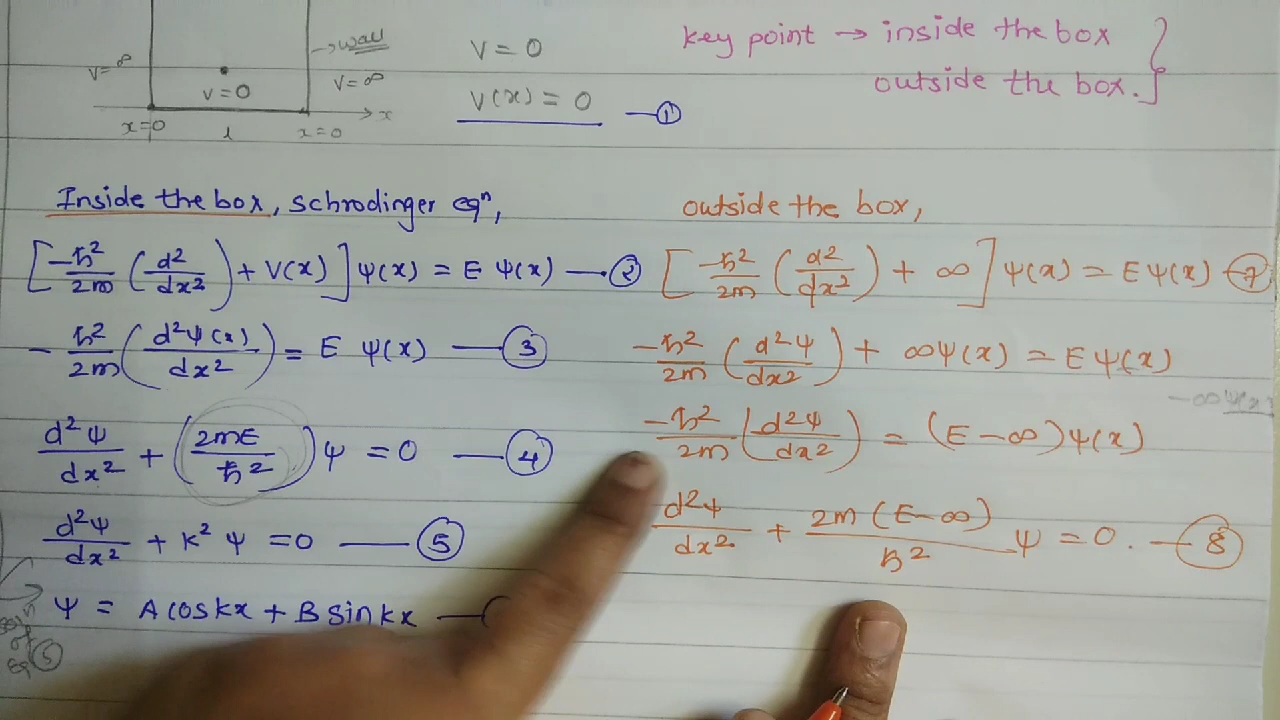 → wall
V=∞
V=0
V=∞
x=0
l
x=0
→ x
V = 0
V(x) = 0 —①
key point → inside the box
outside the box.
Inside the box, schrodinger eqⁿ,
[-ħ²/2m (d²/dx²) + V(x)] ψ(x) = E ψ(x) —②
- ħ²/2m (d²ψ(x)/dx²) = E ψ(x) —③
d²ψ/dx² + (2mE/ħ²) ψ = 0 —④
d²ψ/dx² + k² ψ = 0 —⑤
ψ = A cos kx + B sin kx —
of
Eq ⑤
outside the box,
[-ħ²/2m (d²/dx²) + ∞] ψ(x) = E ψ(x) —⑦
-ħ²/2m (d²ψ/dx²) + ∞ψ(x) = E ψ(x)
-∞ψ(x)
-ħ²/2m (d²ψ/dx²) = (E - ∞) ψ(x)
d²ψ/dx² + 2m (E - ∞)/ħ² ψ = 0. —⑧